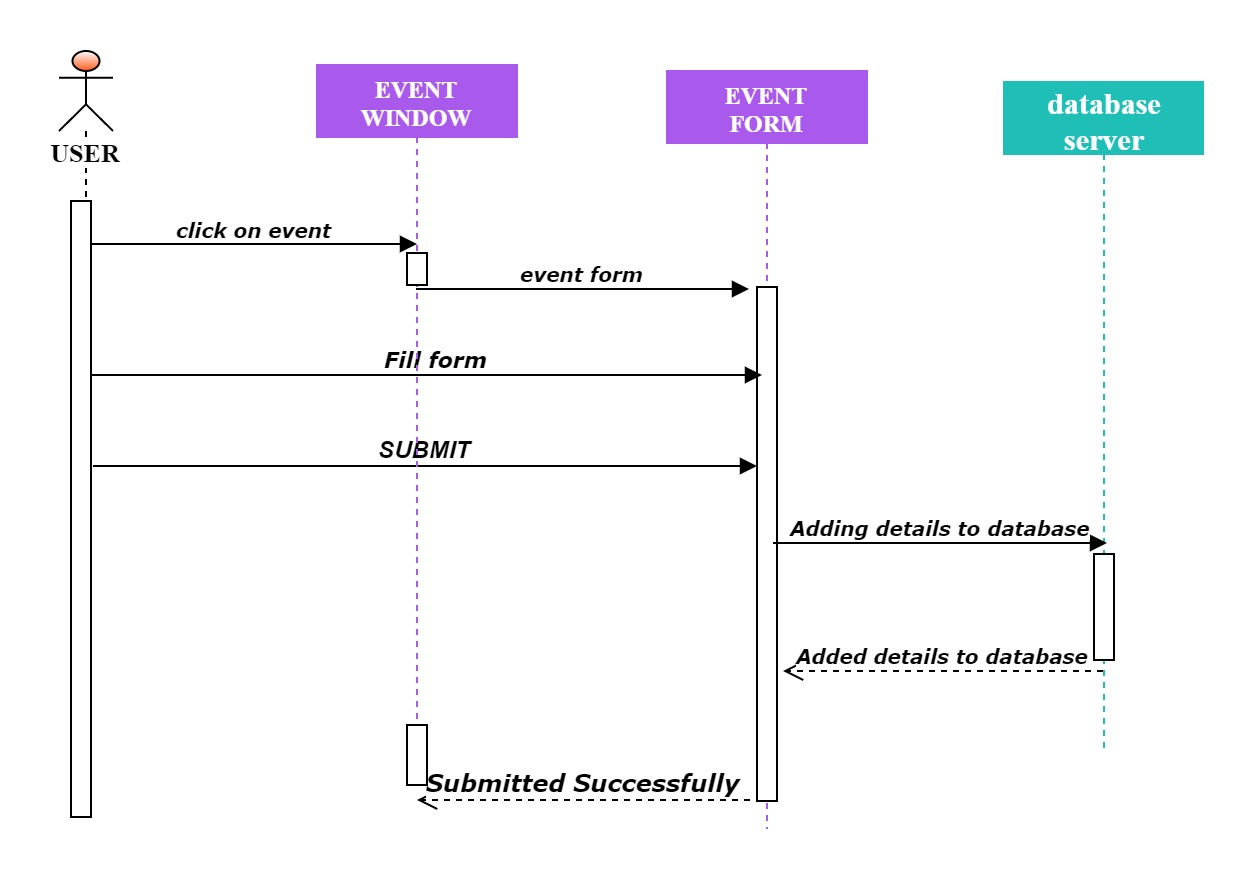 USER
EVENT
WINDOW
EVENT
FORM
database
server
click on event
event form
Fill form
SUBMIT
Adding details to database
Added details to database
Submitted Successfully